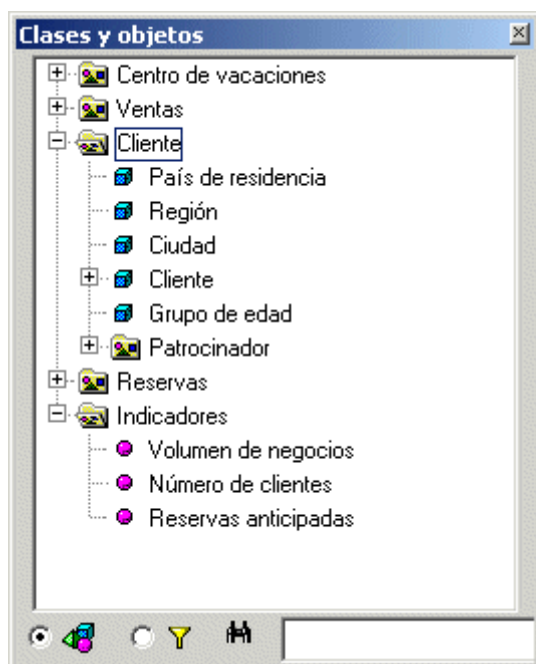 Clases y objetos
Centro de vacaciones
Ventas
Cliente
País de residencia
Región
Ciudad
Cliente
Grupo de edad
Patrocinador
Reservas
Indicadores
Volumen de negocios
Número de clientes
Reservas anticipadas